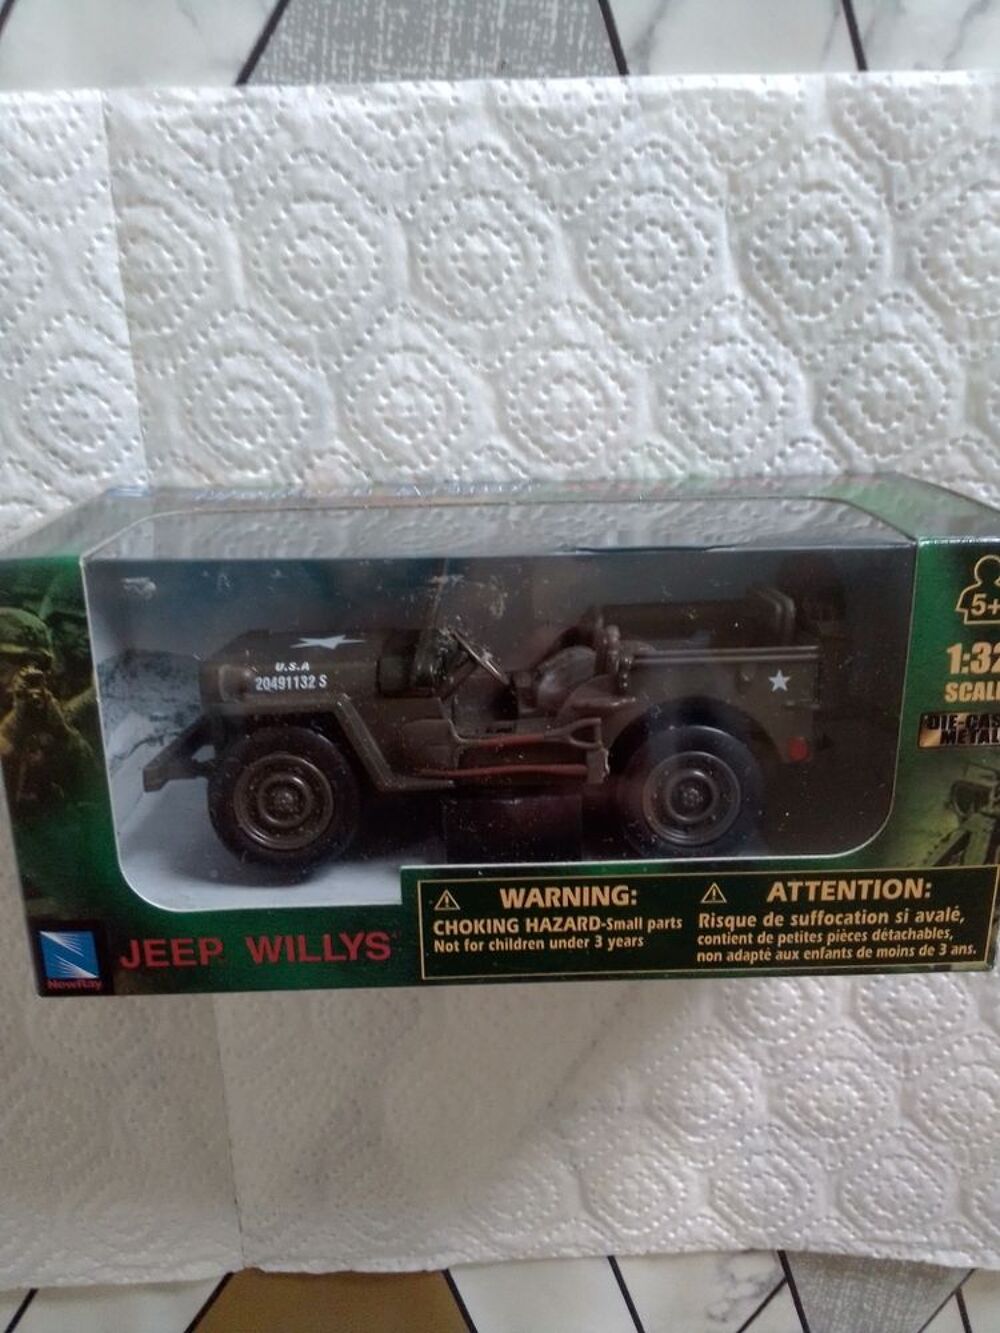 U.S.A
20491132 S
5+
1:32
SCALE
DIE-CAST
METAL
WARNING:
CHOKING HAZARD-Small parts
Not for children under 3 years
ATTENTION:
Risque de suffocation si avalé,
contient de petites pièces détachables,
non adapté aux enfants de moins de 3 ans.
NewRay
JEEP WILLYS